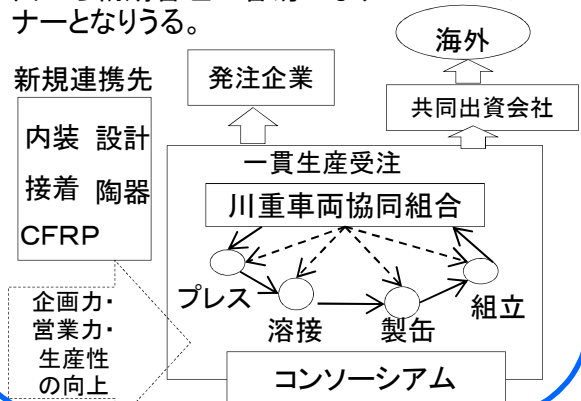 ナーとなりうる。
海外
新規連携先
発注企業
共同出資会社
内装 設計
接着 陶器
CFRP
一貫生産受注
川重車両協同組合
プレス
溶接
製缶
組立
企画力・
営業力・
生産性
の向上
コンソーシアム